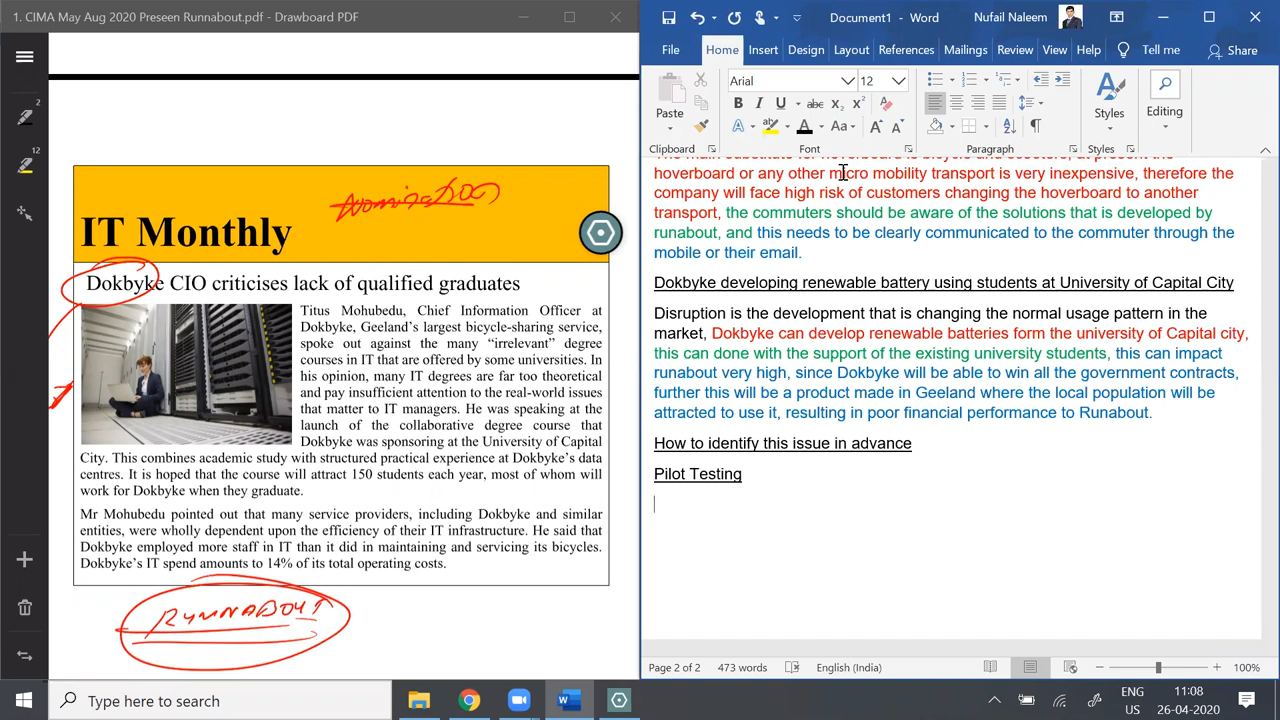 1. CIMA May Aug 2020 Preseen Runnabout.pdf - Drawboard PDF
2
12
IT Monthly
Dokbyke CIO criticises lack of qualified graduates
Titus Mohubedu, Chief Information Officer at
Dokbyke, Geeland's largest bicycle-sharing service,
spoke out against the many "irrelevant" degree
courses in IT that are offered by some universities. In
his opinion, many IT degrees are far too theoretical
and pay insufficient attention to the real-world issues
that matter to IT managers. He was speaking at the
launch of the collaborative degree course that
Dokbyke was sponsoring at the University of Capital
City. This combines academic study with structured practical experience at Dokbyke's data
centres. It is hoped that the course will attract 150 students each year, most of whom will
work for Dokbyke when they graduate.
Mr Mohubedu pointed out that many service providers, including Dokbyke and similar
entities, were wholly dependent upon the efficiency of their IT infrastructure. He said that
Dokbyke employed more staff in IT than it did in maintaining and servicing its bicycles.
Dokbyke's IT spend amounts to 14% of its total operating costs.
RUNNABOUT
Document1 - Word
Nufail Naleem
File Home Insert Design Layout References Mailings Review View Help Tell me Share
Paste
Clipboard
Arial
12
B I U abc x₂ x²
A A Aa A A
Font
Paragraph
Styles
Styles
Editing
The main substitute for hoverboard is bicycle and scooters, at present the
hoverboard or any other micro mobility transport is very inexpensive, therefore the
company will face high risk of customers changing the hoverboard to another
transport, the commuters should be aware of the solutions that is developed by
runabout, and this needs to be clearly communicated to the commuter through the
mobile or their email.
Dokbyke developing renewable battery using students at University of Capital City
Disruption is the development that is changing the normal usage pattern in the
market, Dokbyke can develop renewable batteries form the university of Capital city,
this can done with the support of the existing university students, this can impact
runabout very high, since Dokbyke will be able to win all the government contracts,
further this will be a product made in Geeland where the local population will be
attracted to use it, resulting in poor financial performance to Runabout.
How to identify this issue in advance
Pilot Testing
Page 2 of 2 473 words English (India) 100%
Type here to search
ENG
US
11:08
26-04-2020